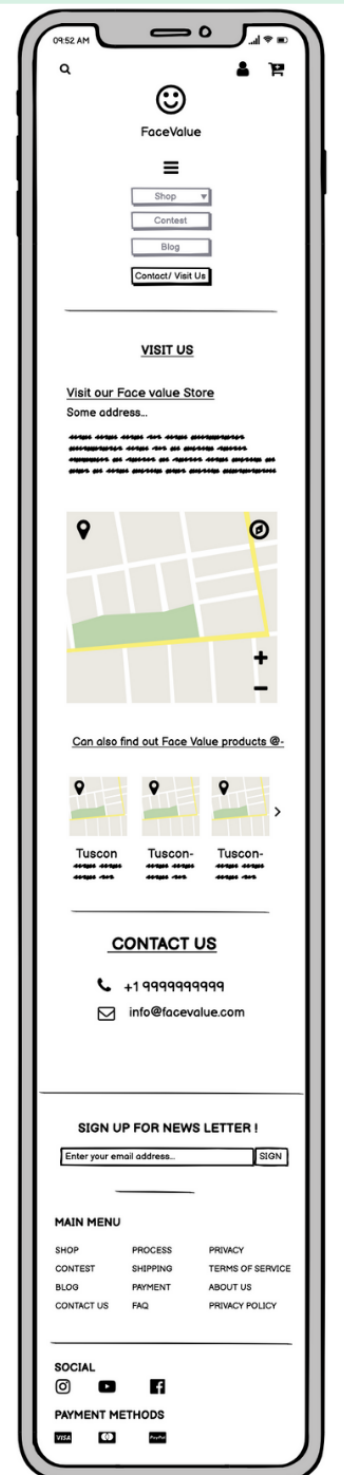 09:52 AM
FaceValue
Shop
Contest
Blog
Contact/ Visit Us
VISIT US
Visit our Face value Store
Some address...
Can also find out Face Value products @-
Tuscon Tuscon- Tuscon-
CONTACT US
+1 9999999999
info@facevalue.com
SIGN UP FOR NEWS LETTER !
Enter your email address... SIGN
MAIN MENU
SHOP PROCESS PRIVACY
CONTEST SHIPPING TERMS OF SERVICE
BLOG PAYMENT ABOUT US
CONTACT US FAQ PRIVACY POLICY
SOCIAL
PAYMENT METHODS
VISA PayPal